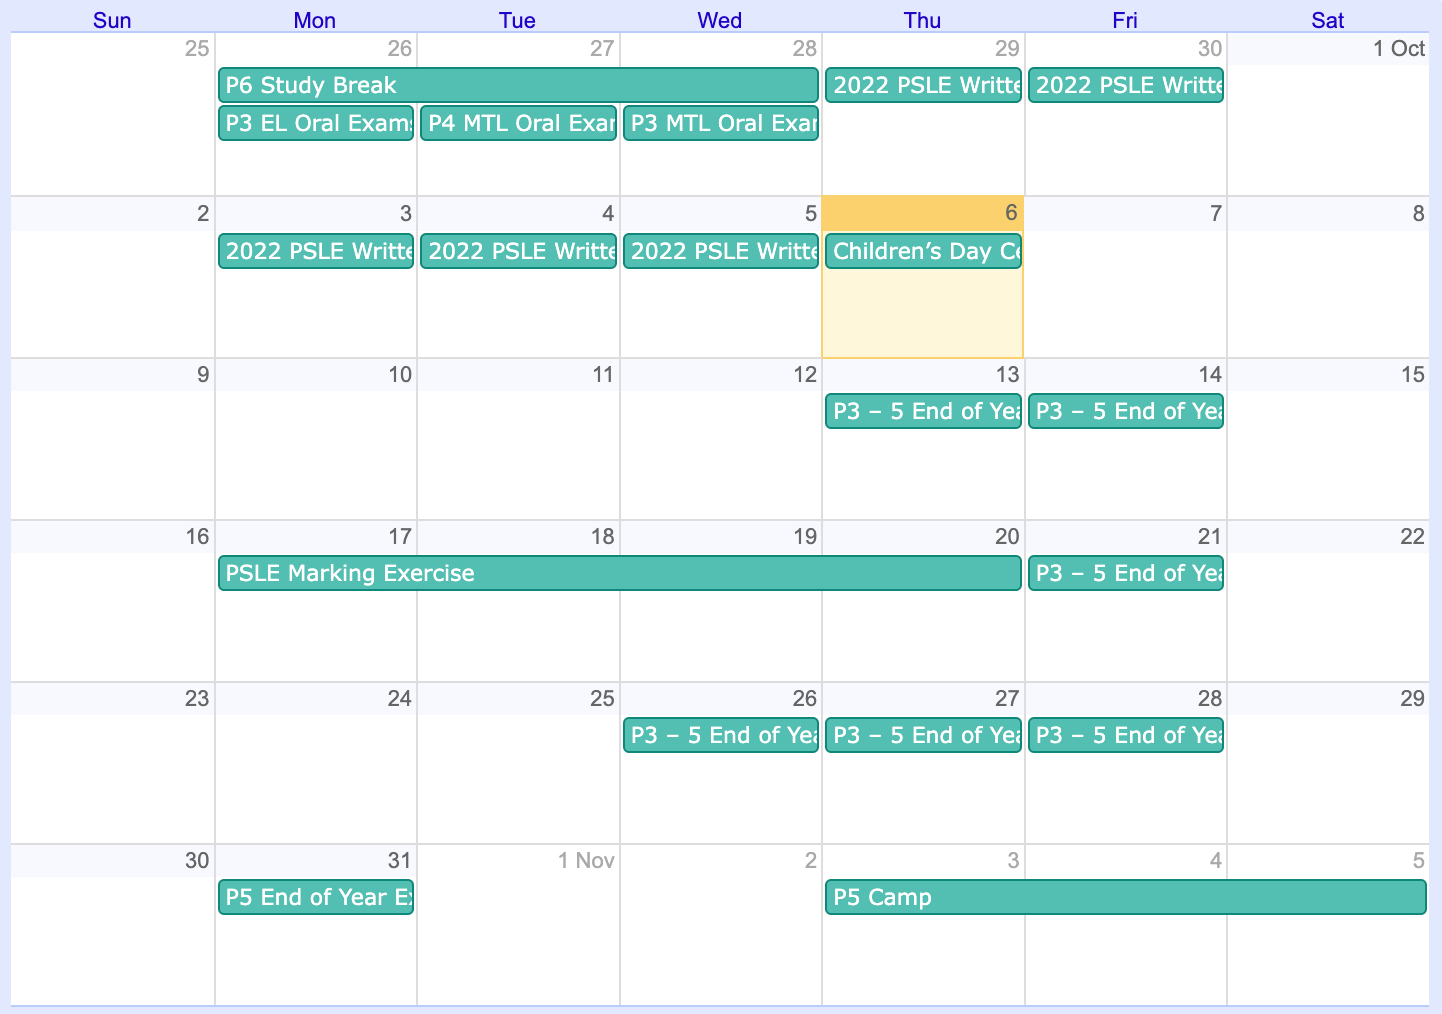 Sun Mon Tue Wed Thu Fri Sat
25 26 27 28 29 30 1 Oct
P6 Study Break 2022 PSLE Writte 2022 PSLE Writte
P3 EL Oral Exams P4 MTL Oral Exar P3 MTL Oral Exar
2 3 4 5 6 7 8
2022 PSLE Writte 2022 PSLE Writte 2022 PSLE Writte Children’s Day Ce
9 10 11 12 13 14 15
P3 – 5 End of Yea P3 – 5 End of Yea
16 17 18 19 20 21 22
PSLE Marking Exercise P3 – 5 End of Yea
23 24 25 26 27 28 29
P3 – 5 End of Yea P3 – 5 End of Yea P3 – 5 End of Yea
30 31 1 Nov 2 3 4 5
P5 End of Year Ex P5 Camp